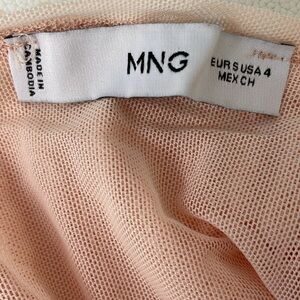 MADE IN
CAMBODIA
MNG
EUR S USA 4
MEX CH